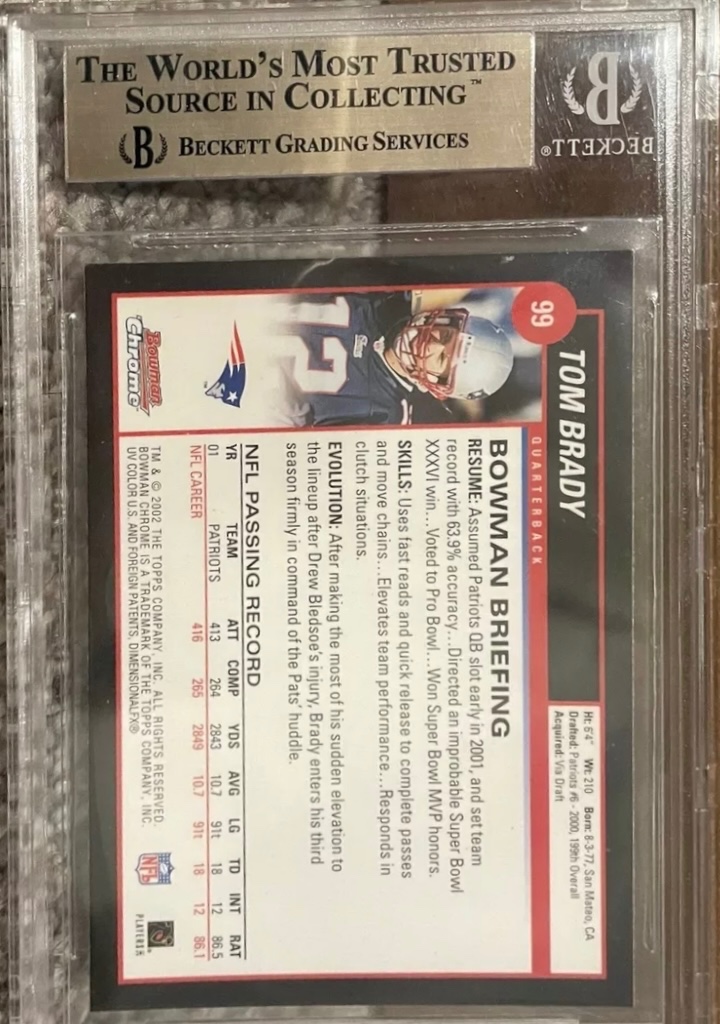 THE WORLD'S MOST TRUSTED
SOURCE IN COLLECTING™
B BECKETT GRADING SERVICES
B
BECKETT®
99
TOM BRADY
QUARTERBACK
Ht: 6'4" Wt: 210 Born: 8-3-77, San Mateo, CA
Drafted: Patriots #6 - 2000, 199th Overall
Acquired: Via Draft
12
BOWMAN BRIEFING
RESUME: Assumed Patriots QB slot early in 2001, and set team
record with 63.9% accuracy...Directed an improbable Super Bowl
XXXVI win...Voted to Pro Bowl...Won Super Bowl MVP honors.
SKILLS: Uses fast reads and quick release to complete passes
and move chains...Elevates team performance...Responds in
clutch situations.
EVOLUTION: After making the most of his sudden elevation to
the lineup after Drew Bledsoe's injury, Brady enters his third
season firmly in command of the Pats' huddle.
NFL PASSING RECORD
YR TEAM ATT COMP YDS AVG LG TD INT RAT
01 PATRIOTS 413 264 2843 10.7 91t 18 12 86.5
NFL CAREER 416 265 2849 10.7 91t 18 12 86.1
Bowman
Chrome
TM & © 2002 THE TOPPS COMPANY, INC. ALL RIGHTS RESERVED.
BOWMAN CHROME IS A TRADEMARK OF THE TOPPS COMPANY, INC.
UV COLOR U.S. AND FOREIGN PATENTS, DIMENSIONALFX®
NFL
PLAYERS